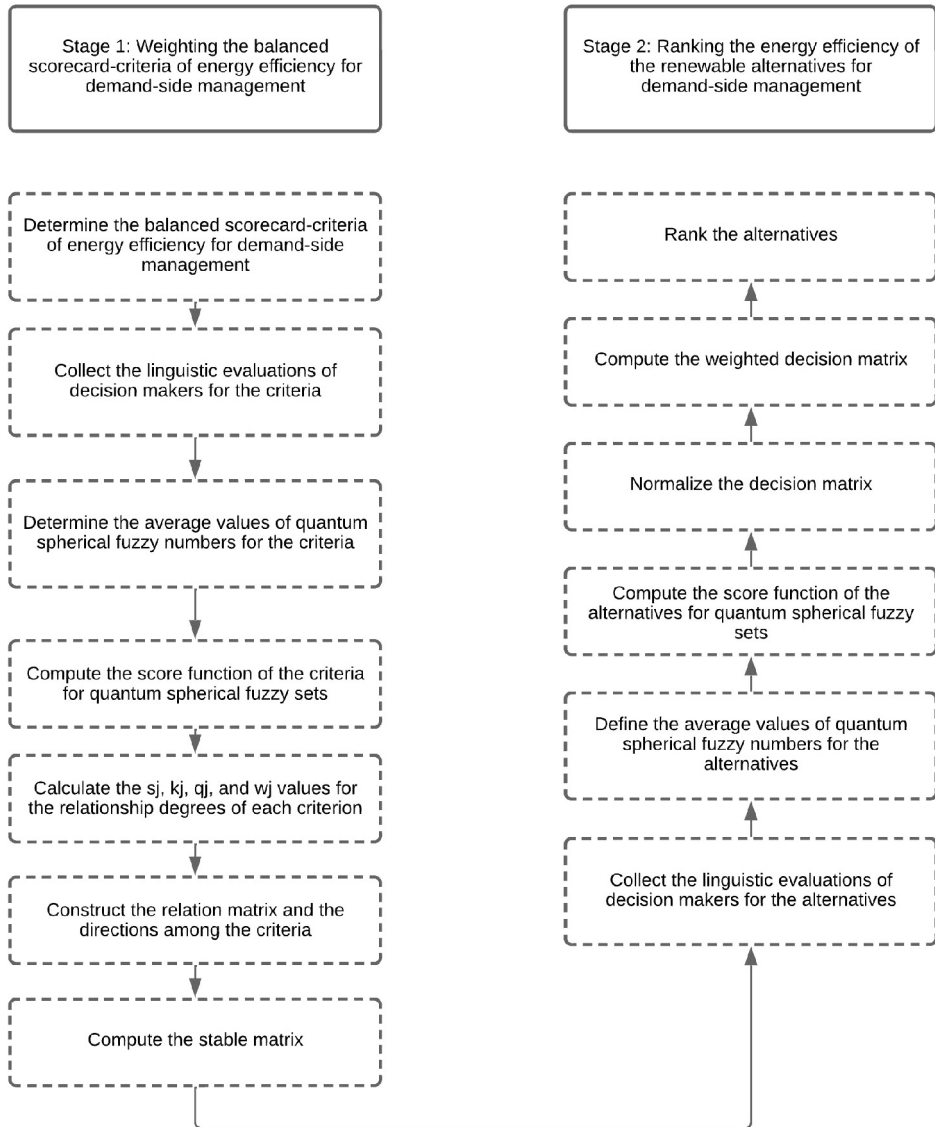 Stage 1: Weighting the balanced
scorecard-criteria of energy efficiency for
demand-side management
Determine the balanced scorecard-criteria
of energy efficiency for demand-side
management
Collect the linguistic evaluations of
decision makers for the criteria
Determine the average values of quantum
spherical fuzzy numbers for the criteria
Compute the score function of the criteria
for quantum spherical fuzzy sets
Calculate the sj, kj, qj, and wj values for
the relationship degrees of each criterion
Construct the relation matrix and the
directions among the criteria
Compute the stable matrix
Stage 2: Ranking the energy efficiency of
the renewable alternatives for
demand-side management
Rank the alternatives
Compute the weighted decision matrix
Normalize the decision matrix
Compute the score function of the
alternatives for quantum spherical fuzzy
sets
Define the average values of quantum
spherical fuzzy numbers for the
alternatives
Collect the linguistic evaluations of
decision makers for the alternatives